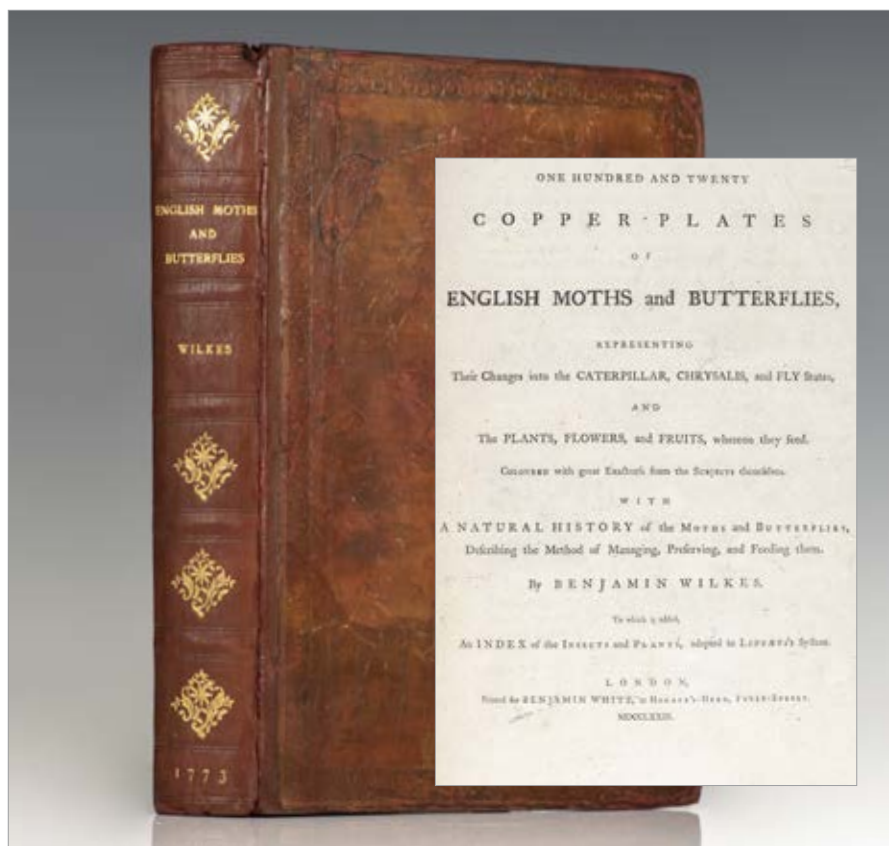 ENGLISH MOTHS
AND
BUTTERFLIES
WILKES
1773
ONE HUNDRED AND TWENTY
COPPER-PLATES
OF
ENGLISH MOTHS and BUTTERFLIES,
REPRESENTING
Their Changes into the CATERPILLAR, CHRYSALIS, and FLY States,
AND
The PLANTS, FLOWERS, and FRUITS, whereon they feed.
COLOURED with great Exactness from the SUBJECTS themselves.
WITH
A NATURAL HISTORY of the MOTHS and BUTTERFLIES,
Describing the Method of Managing, Preserving, and Feeding them.
By BENJAMIN WILKES.
To which is added,
An INDEX of the INSECTS and PLANTS, adapted to LINNÆUS's System.
LONDON,
Printed for BENJAMIN WHITE, at HORACE's-HEAD, FLEET-STREET.
MDCCLXXIII.